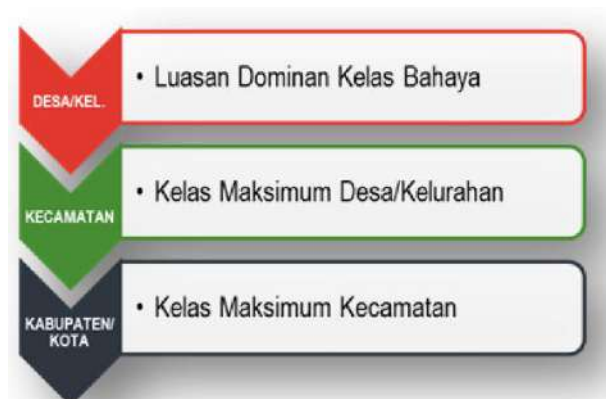 DESA/KEL.
• Luasan Dominan Kelas Bahaya
KECAMATAN
• Kelas Maksimum Desa/Kelurahan
KABUPATEN/
KOTA
• Kelas Maksimum Kecamatan